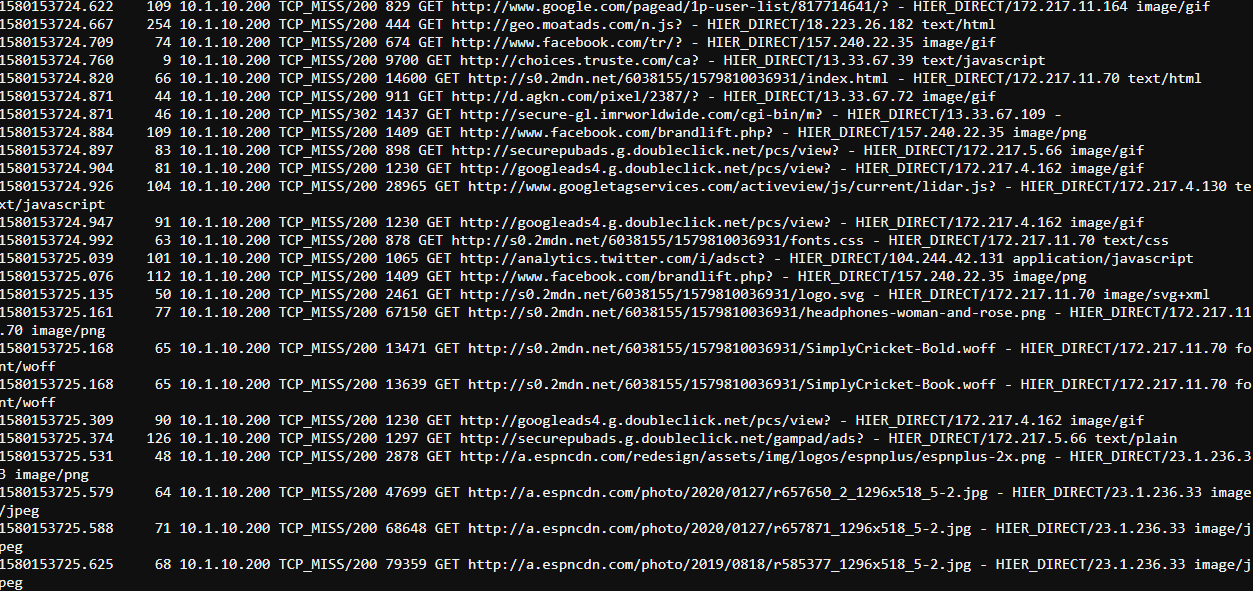 1580153724.622    109 10.1.10.200 TCP_MISS/200 829 GET http://www.google.com/pagead/1p-user-list/817714641/? - HIER_DIRECT/172.217.11.164 image/gif
1580153724.667    254 10.1.10.200 TCP_MISS/200 444 GET http://geo.moatads.com/n.js? - HIER_DIRECT/18.223.26.182 text/html
1580153724.709     74 10.1.10.200 TCP_MISS/200 674 GET http://www.facebook.com/tr/? - HIER_DIRECT/157.240.22.35 image/gif
1580153724.760      9 10.1.10.200 TCP_MISS/200 9700 GET http://choices.truste.com/ca? - HIER_DIRECT/13.33.67.39 text/javascript
1580153724.820     66 10.1.10.200 TCP_MISS/200 14600 GET http://s0.2mdn.net/6038155/1579810036931/index.html - HIER_DIRECT/172.217.11.70 text/html
1580153724.871     44 10.1.10.200 TCP_MISS/200 911 GET http://d.agkn.com/pixel/2387/? - HIER_DIRECT/13.33.67.72 image/gif
1580153724.871     46 10.1.10.200 TCP_MISS/302 1437 GET http://secure-gl.imrworldwide.com/cgi-bin/m? - HIER_DIRECT/13.33.67.109 -
1580153724.884    109 10.1.10.200 TCP_MISS/200 1409 GET http://www.facebook.com/brandlift.php? - HIER_DIRECT/157.240.22.35 image/png
1580153724.897     83 10.1.10.200 TCP_MISS/200 898 GET http://securepubads.g.doubleclick.net/pcs/view? - HIER_DIRECT/172.217.5.66 image/gif
1580153724.904     81 10.1.10.200 TCP_MISS/200 1230 GET http://googleads4.g.doubleclick.net/pcs/view? - HIER_DIRECT/172.217.4.162 image/gif
1580153724.926    104 10.1.10.200 TCP_MISS/200 28965 GET http://www.googletagservices.com/activeview/js/current/lidar.js? - HIER_DIRECT/172.217.4.130 te
xt/javascript
1580153724.947     91 10.1.10.200 TCP_MISS/200 1230 GET http://googleads4.g.doubleclick.net/pcs/view? - HIER_DIRECT/172.217.4.162 image/gif
1580153724.992     63 10.1.10.200 TCP_MISS/200 878 GET http://s0.2mdn.net/6038155/1579810036931/fonts.css - HIER_DIRECT/172.217.11.70 text/css
1580153725.039    101 10.1.10.200 TCP_MISS/200 1065 GET http://analytics.twitter.com/i/adsct? - HIER_DIRECT/104.244.42.131 application/javascript
1580153725.076    112 10.1.10.200 TCP_MISS/200 1409 GET http://www.facebook.com/brandlift.php? - HIER_DIRECT/157.240.22.35 image/png
1580153725.135     50 10.1.10.200 TCP_MISS/200 2461 GET http://s0.2mdn.net/6038155/1579810036931/logo.svg - HIER_DIRECT/172.217.11.70 image/svg+xml
1580153725.161     77 10.1.10.200 TCP_MISS/200 67150 GET http://s0.2mdn.net/6038155/1579810036931/headphones-woman-and-rose.png - HIER_DIRECT/172.217.11
.70 image/png
1580153725.168     65 10.1.10.200 TCP_MISS/200 13471 GET http://s0.2mdn.net/6038155/1579810036931/SimplyCricket-Bold.woff - HIER_DIRECT/172.217.11.70 fo
nt/woff
1580153725.168     65 10.1.10.200 TCP_MISS/200 13639 GET http://s0.2mdn.net/6038155/1579810036931/SimplyCricket-Book.woff - HIER_DIRECT/172.217.11.70 fo
nt/woff
1580153725.309     90 10.1.10.200 TCP_MISS/200 1230 GET http://googleads4.g.doubleclick.net/pcs/view? - HIER_DIRECT/172.217.4.162 image/gif
1580153725.374    126 10.1.10.200 TCP_MISS/200 1297 GET http://securepubads.g.doubleclick.net/gampad/ads? - HIER_DIRECT/172.217.5.66 text/plain
1580153725.531     48 10.1.10.200 TCP_MISS/200 2878 GET http://a.espncdn.com/redesign/assets/img/logos/espnplus/espnplus-2x.png - HIER_DIRECT/23.1.236.3
3 image/png
1580153725.579     64 10.1.10.200 TCP_MISS/200 47699 GET http://a.espncdn.com/photo/2020/0127/r657650_2_1296x518_5-2.jpg - HIER_DIRECT/23.1.236.33 image
/jpeg
1580153725.588     71 10.1.10.200 TCP_MISS/200 68648 GET http://a.espncdn.com/photo/2020/0127/r657871_1296x518_5-2.jpg - HIER_DIRECT/23.1.236.33 image/j
peg
1580153725.625     68 10.1.10.200 TCP_MISS/200 79359 GET http://a.espncdn.com/photo/2019/0818/r585377_1296x518_5-2.jpg - HIER_DIRECT/23.1.236.33 image/j
peg